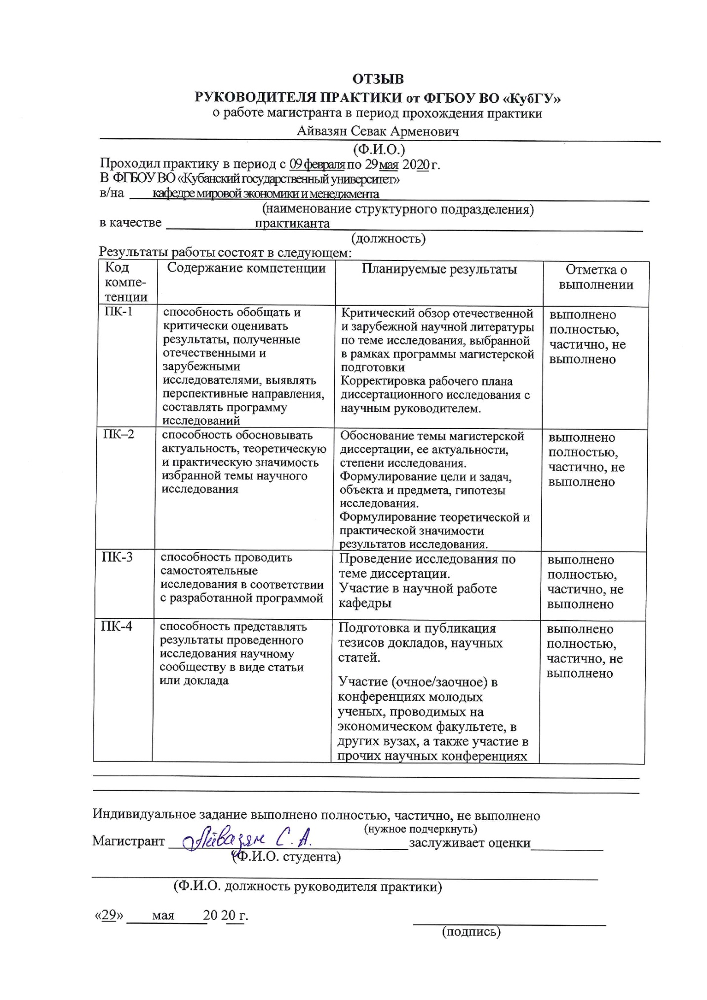 ОТЗЫВ
РУКОВОДИТЕЛЯ ПРАКТИКИ от ФГБОУ ВО «КубГУ»
о работе магистранта в период прохождения практики
Айвазян Севак Арменович
(Ф.И.О.)
Проходил практику в период с 09 февраля по 29 мая 2020 г.
В ФГБОУ ВО «Кубанский государственный университет»
в/на кафедре мировой экономики и менеджмента
(наименование структурного подразделения)
в качестве практиканта
(должность)
Результаты работы состоят в следующем:
Код
компе-
тенции
Содержание компетенции
Планируемые результаты
Отметка о
выполнении
ПК-1
способность обобщать и
критически оценивать
результаты, полученные
отечественными и
зарубежными
исследователями, выявлять
перспективные направления,
составлять программу
исследований
Критический обзор отечественной
и зарубежной научной литературы
по теме исследования, выбранной
в рамках программы магистерской
подготовки
Корректировка рабочего плана
диссертационного исследования с
научным руководителем.
выполнено
полностью,
частично, не
выполнено
ПК–2
способность обосновывать
актуальность, теоретическую
и практическую значимость
избранной темы научного
исследования
Обоснование темы магистерской
диссертации, ее актуальности,
степени исследования.
Формулирование цели и задач,
объекта и предмета, гипотезы
исследования.
Формулирование теоретической и
практической значимости
результатов исследования.
выполнено
полностью,
частично, не
выполнено
ПК-3
способность проводить
самостоятельные
исследования в соответствии
с разработанной программой
Проведение исследования по
теме диссертации.
Участие в научной работе
кафедры
выполнено
полностью,
частично, не
выполнено
ПК-4
способность представлять
результаты проведенного
исследования научному
сообществу в виде статьи
или доклада
Подготовка и публикация
тезисов докладов, научных
статей.
Участие (очное/заочное) в
конференциях молодых
ученых, проводимых на
экономическом факультете, в
других вузах, а также участие в
прочих научных конференциях
выполнено
полностью,
частично, не
выполнено
Индивидуальное задание выполнено полностью, частично, не выполнено
(нужное подчеркнуть)
Магистрант Айвазян С. А. заслуживает оценки
(Ф.И.О. студента)
(Ф.И.О. должность руководителя практики)
«29» мая 20 20 г.
(подпись)